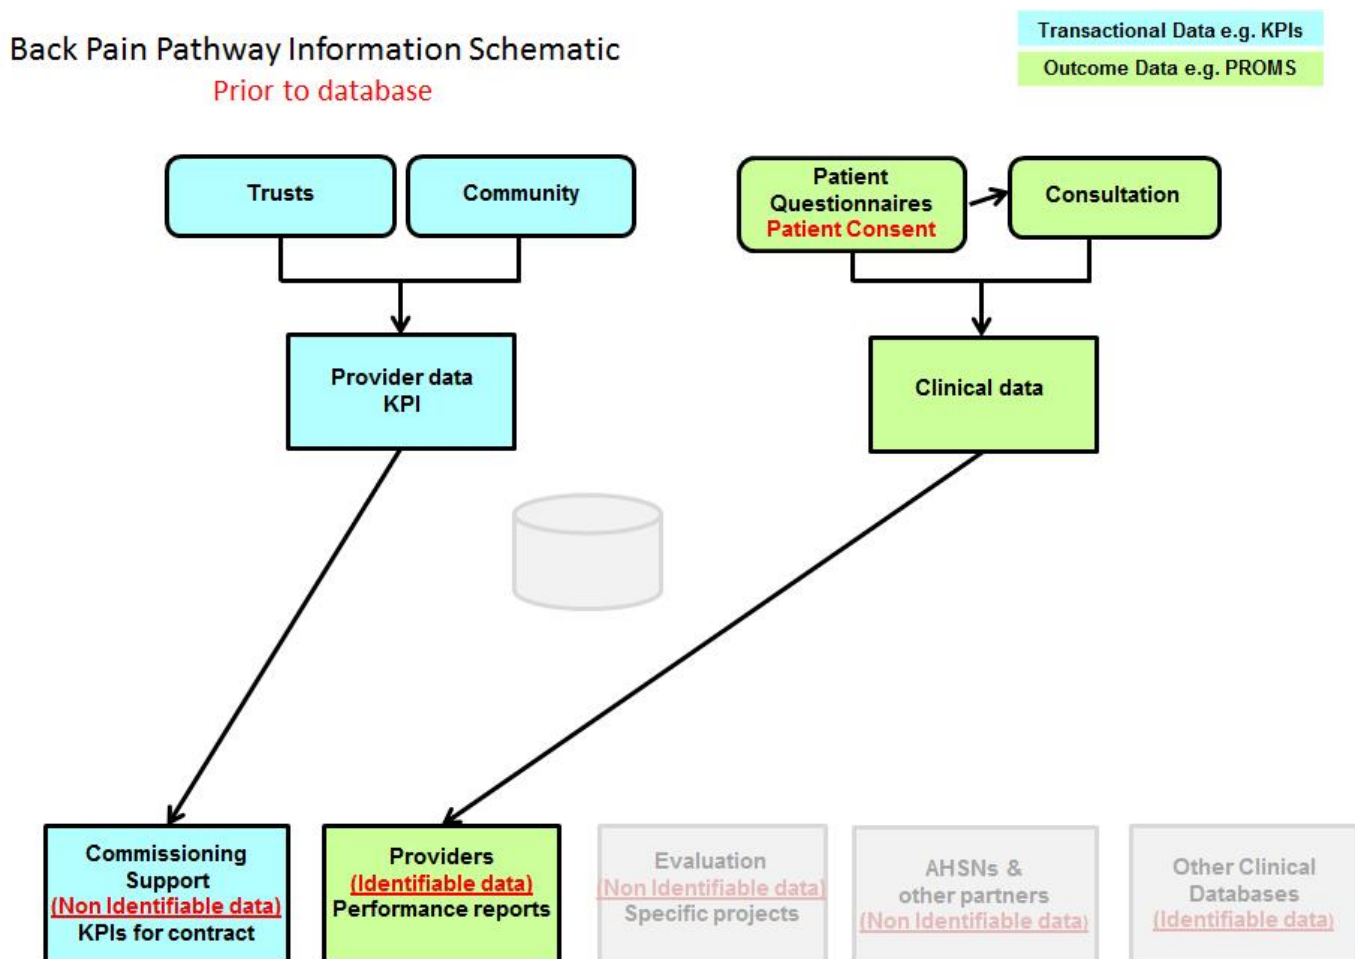 Back Pain Pathway Information Schematic
Prior to database
Transactional Data e.g. KPIs
Outcome Data e.g. PROMS
Trusts
Community
Patient
Questionnaires
Patient Consent
Consultation
Provider data
KPI
Clinical data
Commissioning
Support
(Non Identifiable data)
KPIs for contract
Providers
(Identifiable data)
Performance reports
Evaluation
(Non Identifiable data)
Specific projects
AHSNs &
other partners
(Non Identifiable data)
Other Clinical
Databases
(Identifiable data)